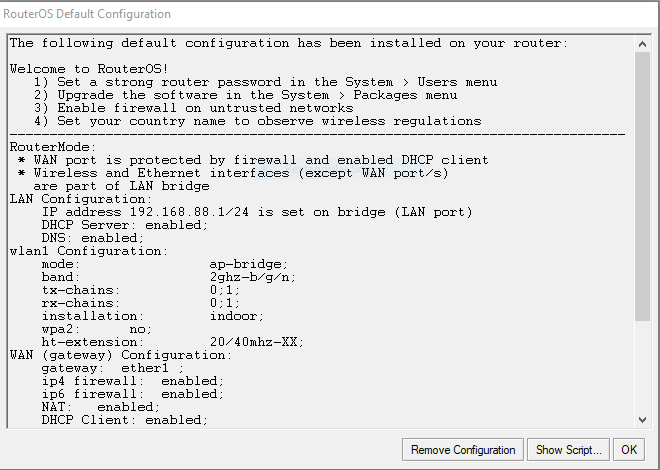 RouterOS Default Configuration
The following default configuration has been installed on your router:
Welcome to RouterOS!
1) Set a strong router password in the System > Users menu
2) Upgrade the software in the System > Packages menu
3) Enable firewall on untrusted networks
4) Set your country name to observe wireless regulations
-----------------------------------------------------------------------------
RouterMode:
* WAN port is protected by firewall and enabled DHCP client
* Wireless and Ethernet interfaces (except WAN port/s)
are part of LAN bridge
LAN Configuration:
IP address 192.168.88.1/24 is set on bridge (LAN port)
DHCP Server: enabled;
DNS: enabled;
wlan1 Configuration:
mode: ap-bridge;
band: 2ghz-b/g/n;
tx-chains: 0;1;
rx-chains: 0;1;
installation: indoor;
wpa2: no;
ht-extension: 20/40mhz-XX;
WAN (gateway) Configuration:
gateway: ether1 ;
ip4 firewall: enabled;
ip6 firewall: enabled;
NAT: enabled;
DHCP Client: enabled;
Remove Configuration Show Script... OK